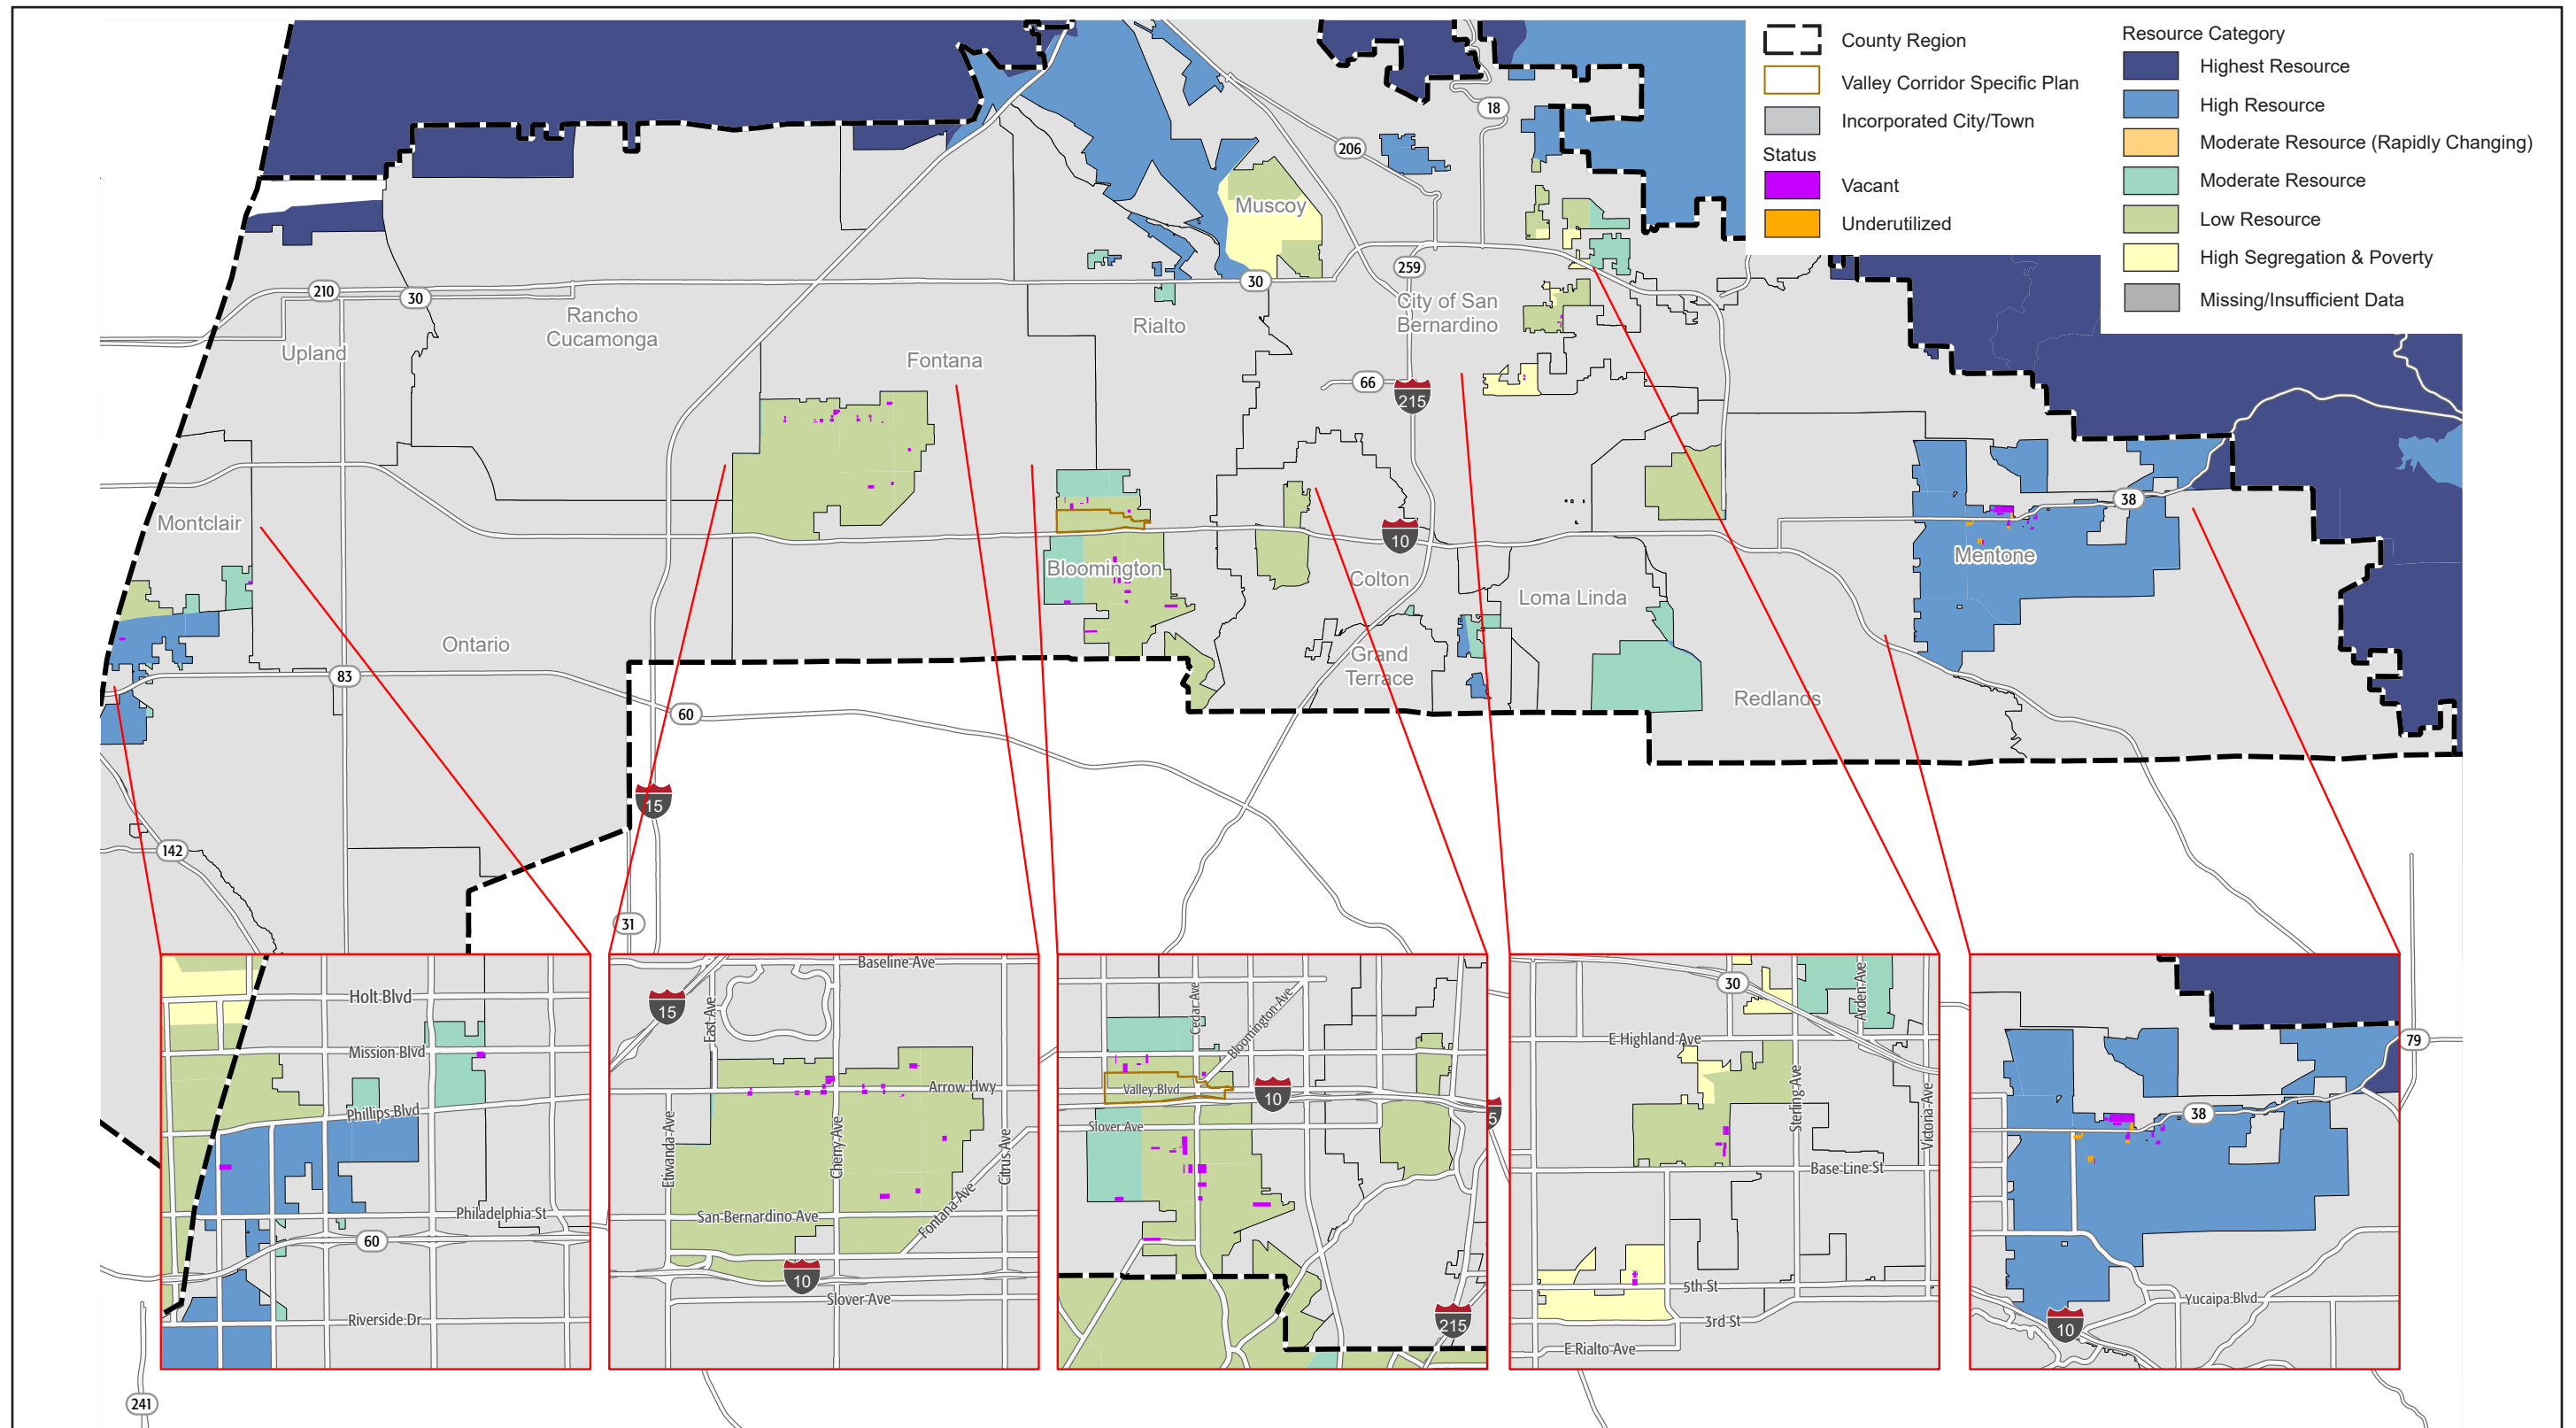 County Region
Valley Corridor Specific Plan
Incorporated City/Town
Status
Vacant
Underutilized
Resource Category
Highest Resource
High Resource
Moderate Resource (Rapidly Changing)
Moderate Resource
Low Resource
High Segregation & Poverty
Missing/Insufficient Data
18
206
Muscoy
30
259
210
30
Rancho
Cucamonga
Upland
Rialto
City of San
Bernardino
Fontana
66
215
Montclair
10
38
Mentone
Bloomington
Colton
Loma Linda
Ontario
Grand
Terrace
Redlands
83
60
15
142
31
Holt Blvd
Mission Blvd
Phillips Blvd
Philadelphia St
60
Riverside Dr
Baseline Ave
15
East Ave
Arrow Hwy
Etiwanda Ave
Cherry Ave
Citrus Ave
San Bernardino Ave
Fontana Ave
10
Slover Ave
Cedar Ave
Bloomington Ave
Valley Blvd
10
Slover Ave
5
215
30
Arden Ave
E Highland Ave
Sterling Ave
Victoria Ave
Base Line St
5th St
3rd St
E Rialto Ave
38
Yucaipa Blvd
10
79
241